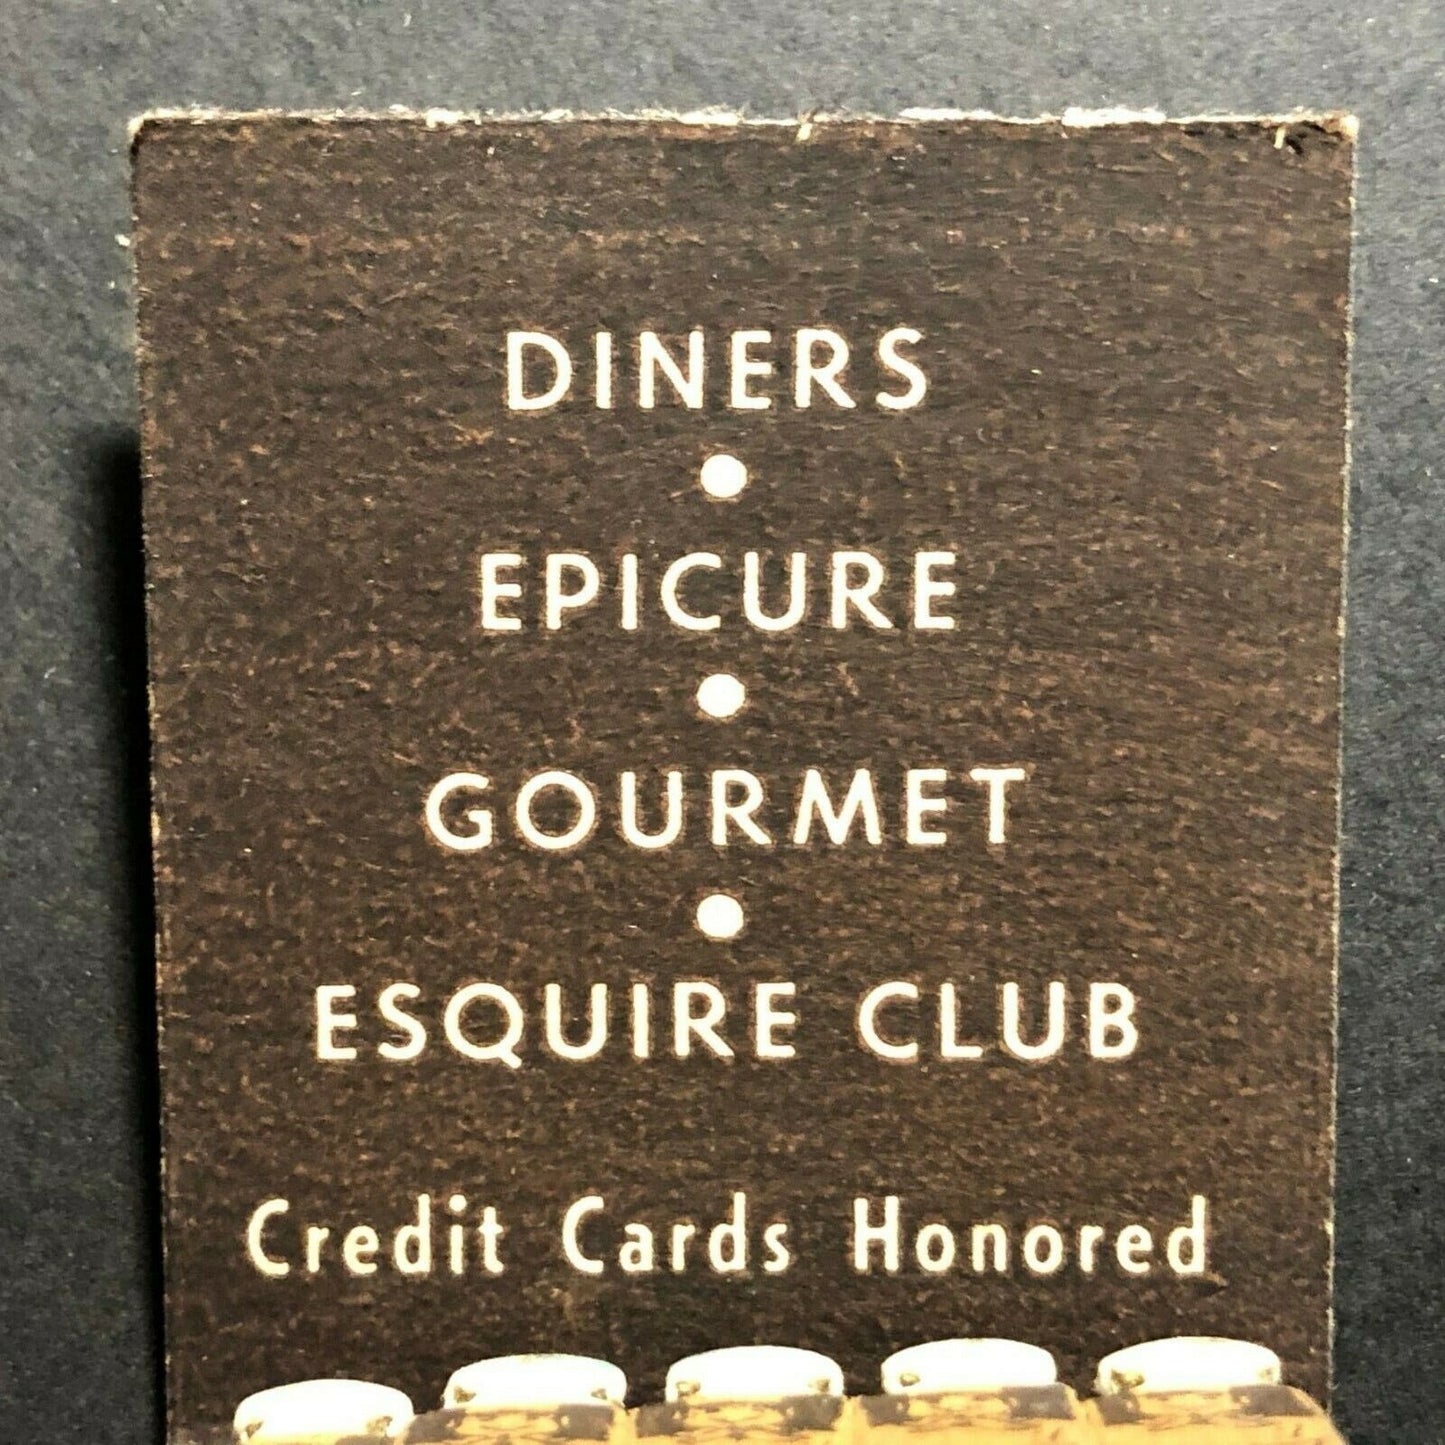 DINERS
•
EPICURE
•
GOURMET
•
ESQUIRE CLUB
Credit Cards Honored